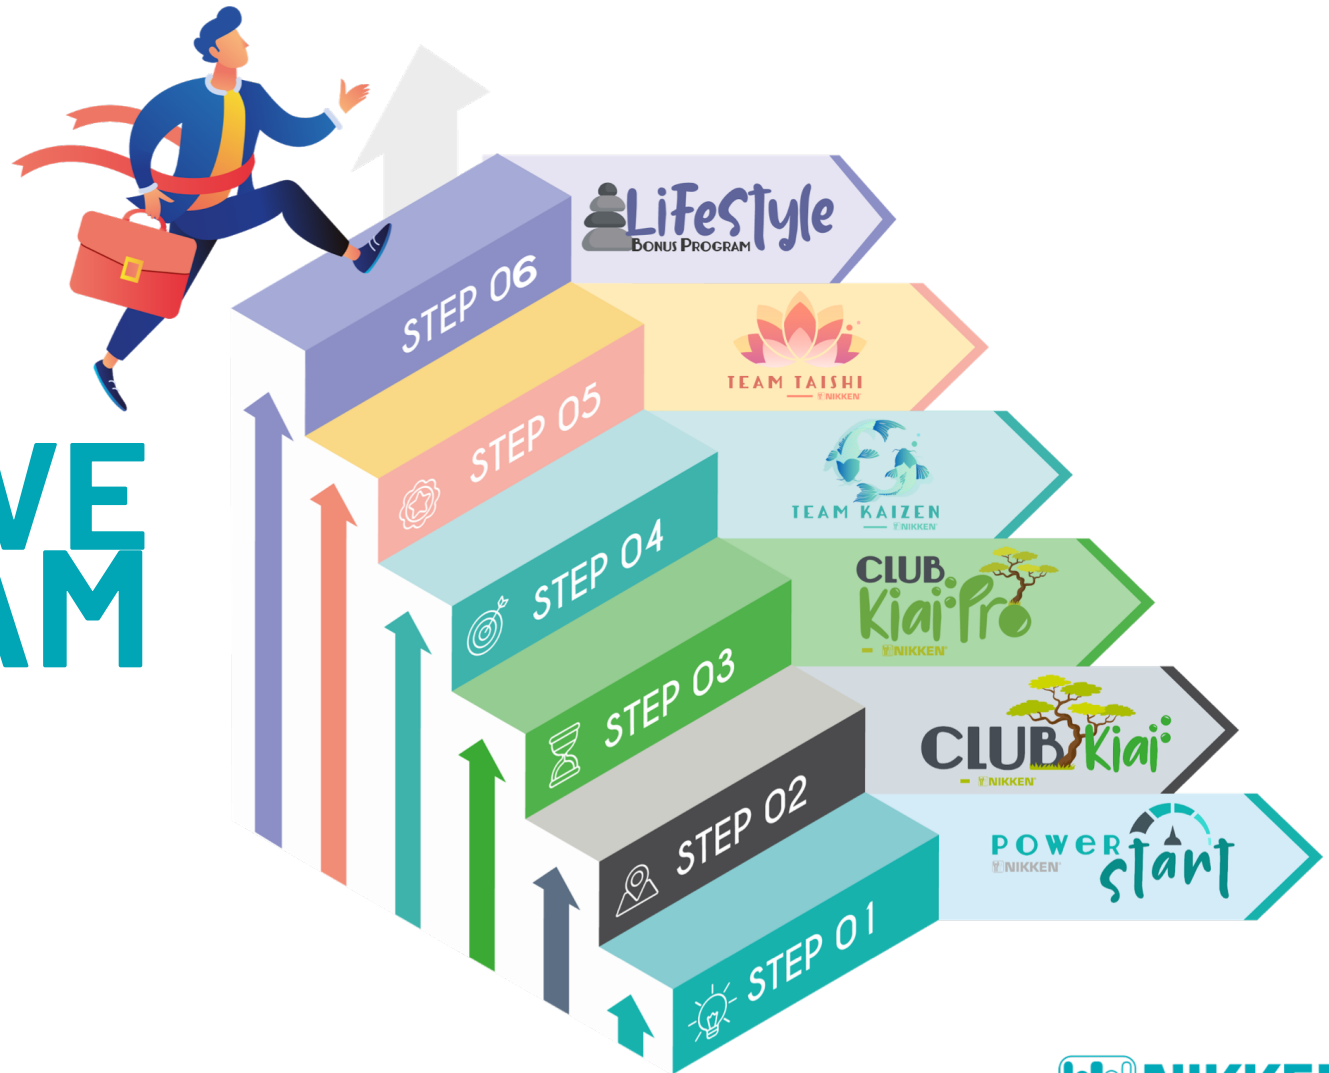 LiFeStyle
BONUS PROGRAM
STEP 06
TEAM TAISHI
NIKKEN
STEP 05
TEAM KAIZEN
NIKKEN
STEP 04
VE
AM
CLUB
Kiai Pro
NIKKEN
STEP 03
CLUB Kiai
NIKKEN
STEP 02
POWER start
NIKKEN
STEP 01